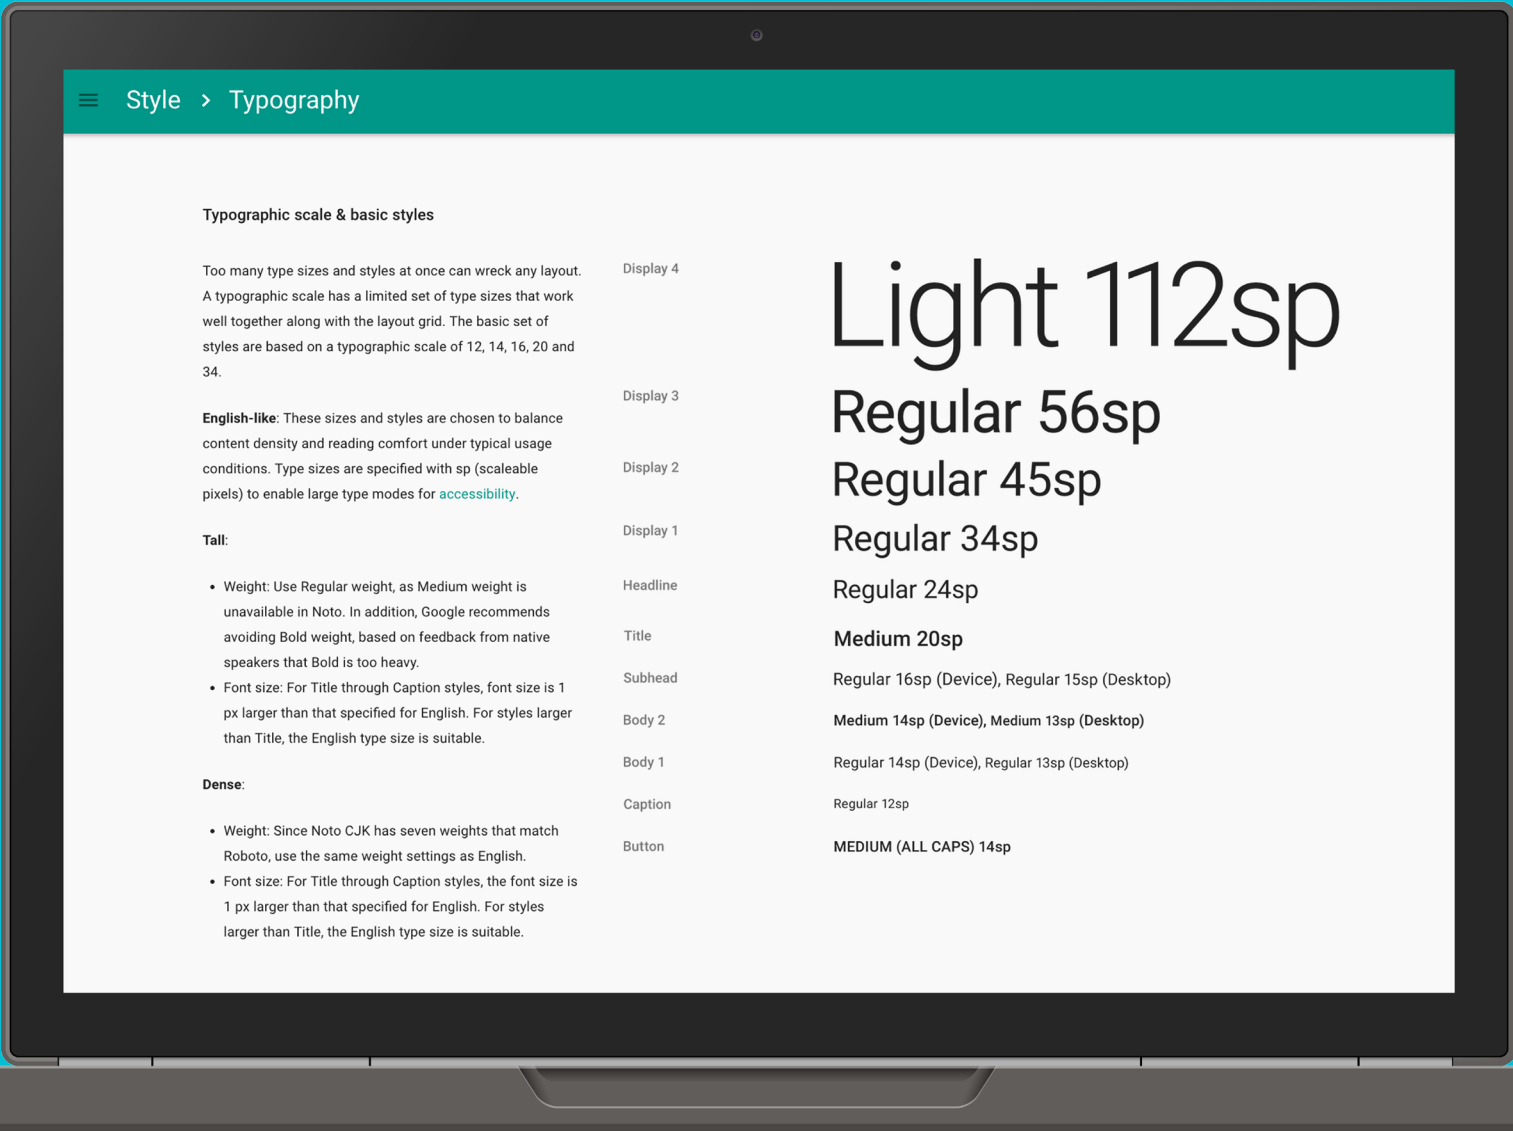 Style > Typography
Typographic scale & basic styles
Too many type sizes and styles at once can wreck any layout.
A typographic scale has a limited set of type sizes that work
well together along with the layout grid. The basic set of
styles are based on a typographic scale of 12, 14, 16, 20 and
34.
English-like: These sizes and styles are chosen to balance
content density and reading comfort under typical usage
conditions. Type sizes are specified with sp (scaleable
pixels) to enable large type modes for accessibility.
Tall:
• Weight: Use Regular weight, as Medium weight is
unavailable in Noto. In addition, Google recommends
avoiding Bold weight, based on feedback from native
speakers that Bold is too heavy.
• Font size: For Title through Caption styles, font size is 1
px larger than that specified for English. For styles larger
than Title, the English type size is suitable.
Dense:
• Weight: Since Noto CJK has seven weights that match
Roboto, use the same weight settings as English.
• Font size: For Title through Caption styles, the font size is
1 px larger than that specified for English. For styles
larger than Title, the English type size is suitable.
Display 4 Light 112sp
Display 3 Regular 56sp
Display 2 Regular 45sp
Display 1 Regular 34sp
Headline Regular 24sp
Title Medium 20sp
Subhead Regular 16sp (Device), Regular 15sp (Desktop)
Body 2 Medium 14sp (Device), Medium 13sp (Desktop)
Body 1 Regular 14sp (Device), Regular 13sp (Desktop)
Caption Regular 12sp
Button MEDIUM (ALL CAPS) 14sp